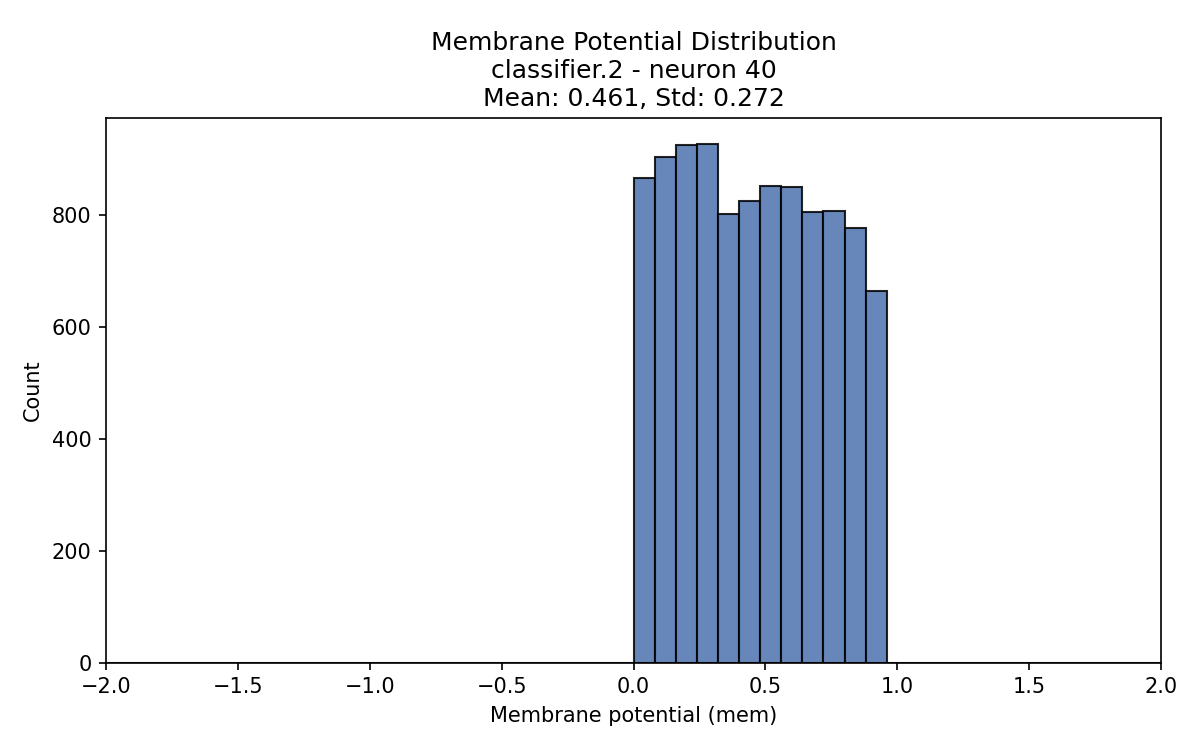 Membrane Potential Distribution
classifier.2 - neuron 40
Mean: 0.461, Std: 0.272
Count
800
600
400
200
0
−2.0 −1.5 −1.0 −0.5 0.0 0.5 1.0 1.5 2.0
Membrane potential (mem)